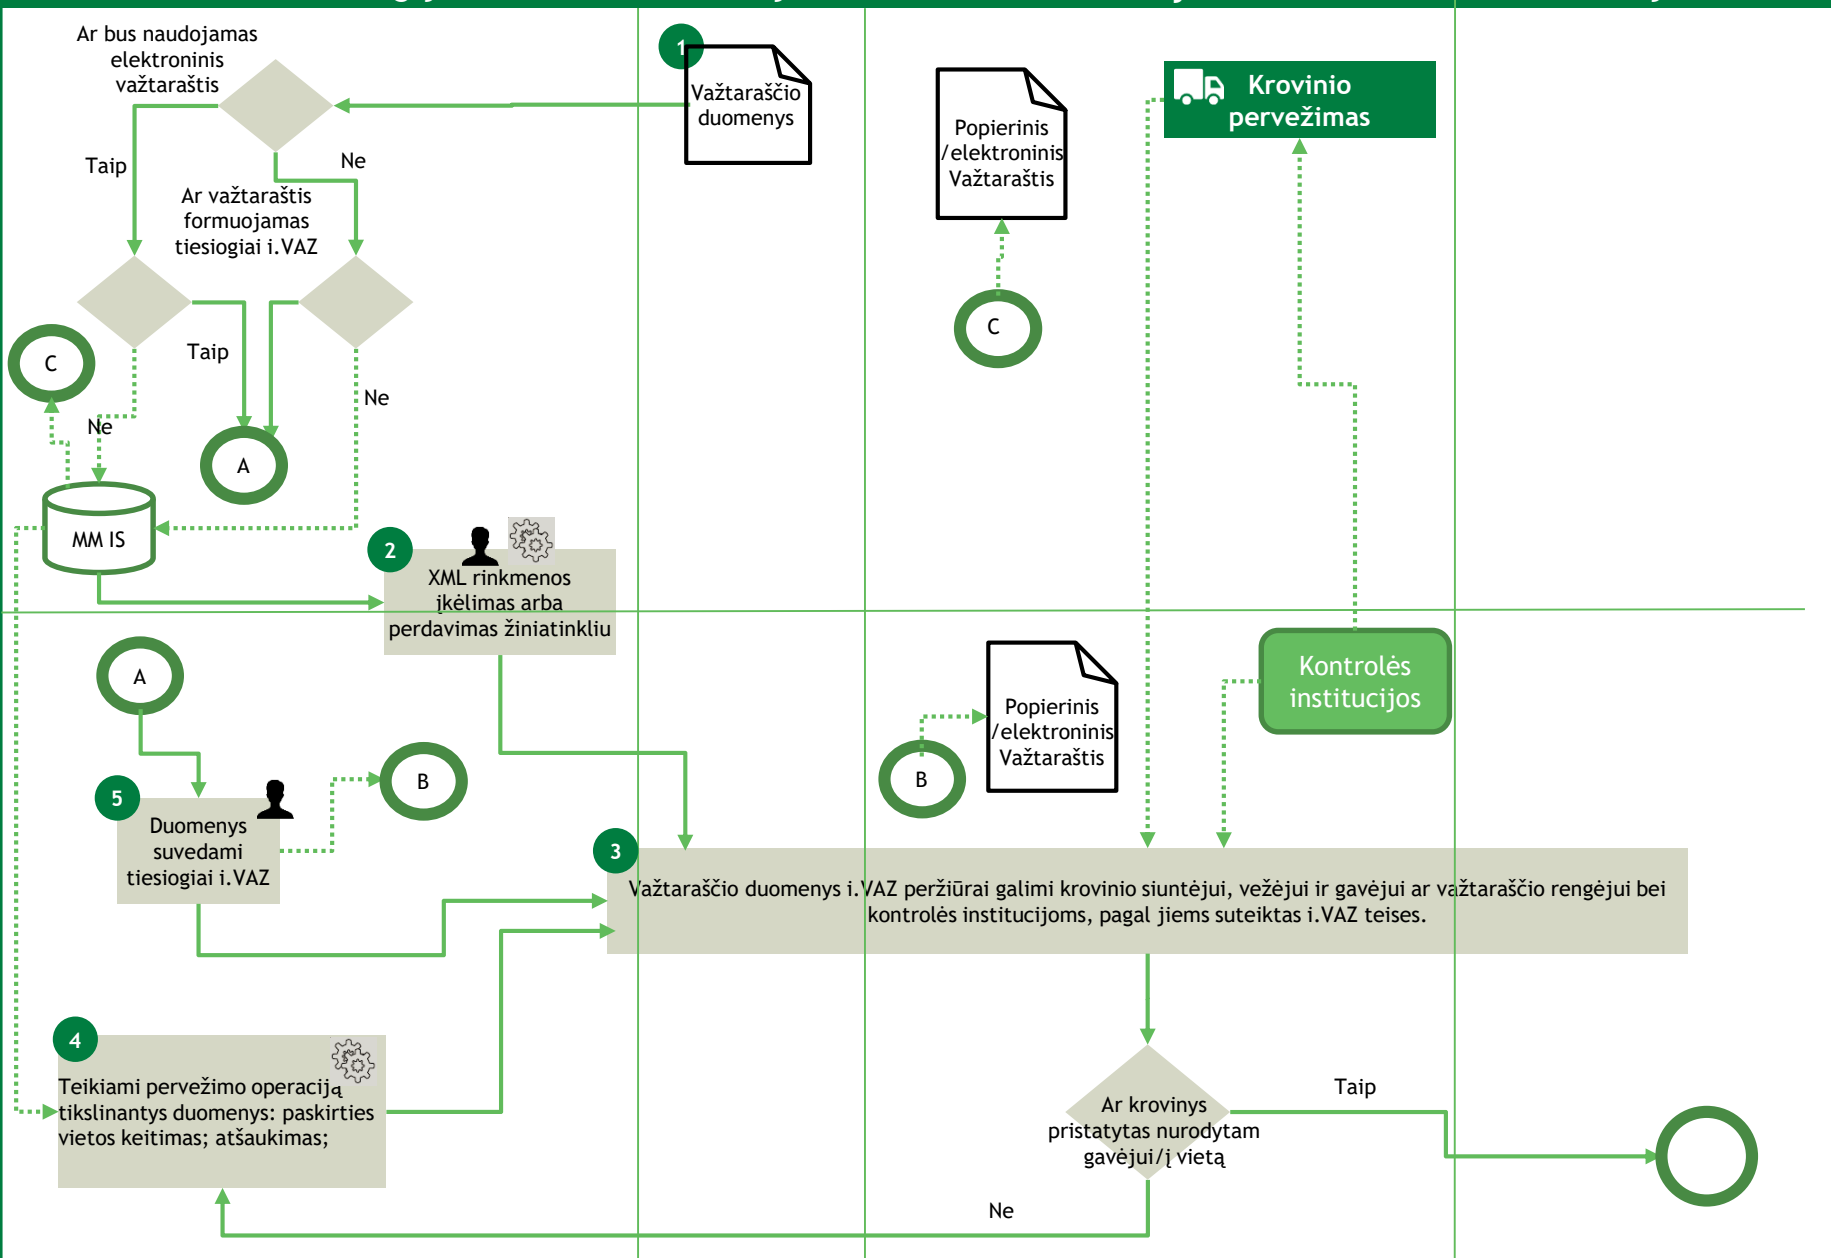 Ar bus naudojamas
elektroninis
važtaraštis
1
Važtaraščio
duomenys
Popierinis
/elektroninis
Važtaraštis
Krovinio
pervežimas
Taip
Ne
Ar važtaraštis
formuojamas
tiesiogiai i.VAZ
C
C
Taip
Ne
Ne
A
MM IS
2
XML rinkmenos
įkėlimas arba
perdavimas žiniatinkliu
A
Kontrolės
institucijos
Popierinis
/elektroninis
Važtaraštis
B
B
5
Duomenys
suvedami
tiesiogiai i.VAZ
3
Važtaraščio duomenys i.VAZ peržiūrai galimi krovinio siuntėjui, vežėjui ir gavėjui ar važtaraščio rengėjui bei
kontrolės institucijoms, pagal jiems suteiktas i.VAZ teises.
4
Teikiami pervežimo operaciją
tikslinantys duomenys: paskirties
vietos keitimas; atšaukimas;
Ar krovinys
pristatytas nurodytam
gavėjui/į vietą
Taip
Ne